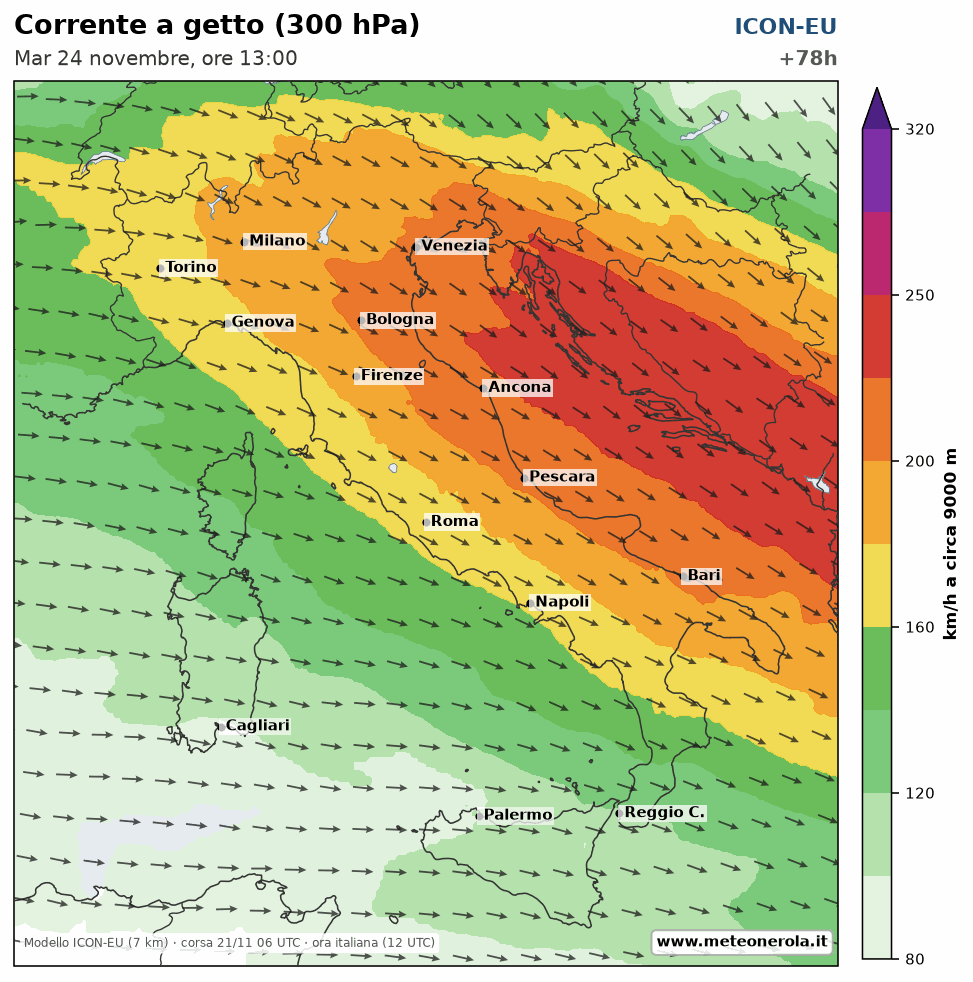 Corrente a getto (300 hPa)
ICON-EU
Mar 24 novembre, ore 13:00
+78h
320
250
200
160
120
80
km/h a circa 9000 m
Milano
Venezia
Torino
Genova
Bologna
Firenze
Ancona
Pescara
Roma
Bari
Napoli
Cagliari
Palermo
Reggio C.
Modello ICON-EU (7 km) · corsa 21/11 06 UTC · ora italiana (12 UTC)
www.meteonerola.it